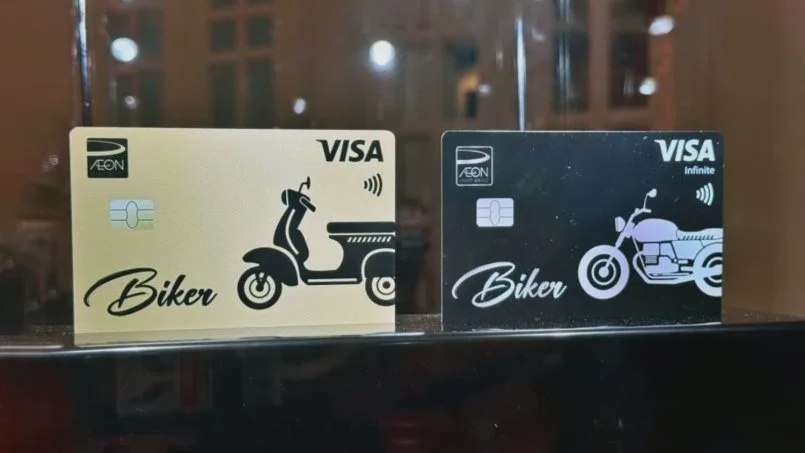 VISA
ÆON
Biker
VISA
Infinite
ÆON
Biker